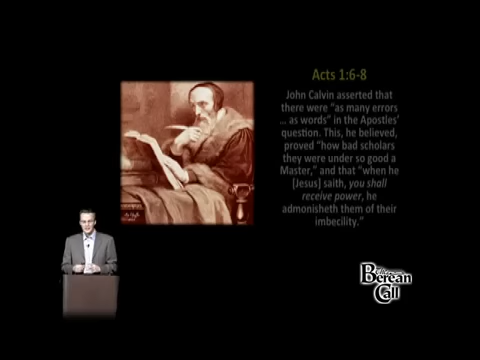 Acts 1:6-8
John Calvin asserted that
there were “as many errors
... as words” in the Apostles’
question. This, he believed,
proved “how bad scholars
they were under so good a
Master,” and that “when he
[Jesus] saith, you shall
receive power, he
admonisheth them of their
imbecility.”
Berean
Call